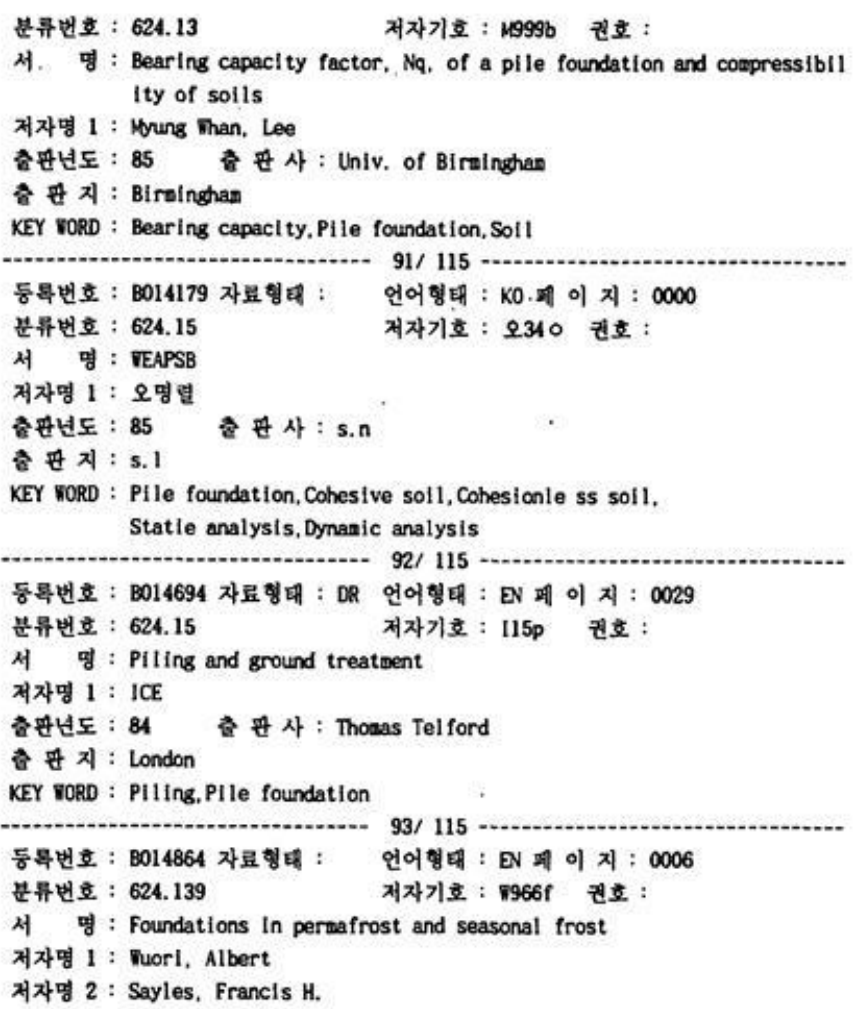 분류번호 : 624.13 저자기호 : M999b 권호 :
서. 명 : Bearing capacity factor, Nq, of a pile foundation and compressibil
ity of soils
저자명 1 : Myung Whan, Lee
출판년도 : 85 출 판 사 : Univ. of Birmingham
출 판 지 : Birmingham
KEY WORD : Bearing capacity,Pile foundation,Soil
---------------------------------- 91/ 115 ----------------------------------
등록번호 : B014179 자료형태 : 언어형태 : KO 페 이 지 : 0000
분류번호 : 624.15 저자기호 : 오34ㅇ 권호 :
서 명 : WEAPSB
저자명 1 : 오명렬
출판년도 : 85 출 판 사 : s.n
출 판 지 : s.l
KEY WORD : Pile foundation,Cohesive soil,Cohesionle ss soil,
Statle analysis,Dynamic analysis
---------------------------------- 92/ 115 ----------------------------------
등록번호 : B014694 자료형태 : DR 언어형태 : EN 페 이 지 : 0029
분류번호 : 624.15 저자기호 : I15p 권호 :
서 명 : Piling and ground treatment
저자명 1 : ICE
출판년도 : 84 출 판 사 : Thomas Telford
출 판 지 : London
KEY WORD : Piling,Pile foundation
---------------------------------- 93/ 115 ----------------------------------
등록번호 : B014864 자료형태 : 언어형태 : EN 페 이 지 : 0006
분류번호 : 624.139 저자기호 : W966f 권호 :
서 명 : Foundations in permafrost and seasonal frost
저자명 1 : Wuori, Albert
저자명 2 : Sayles, Francis H.